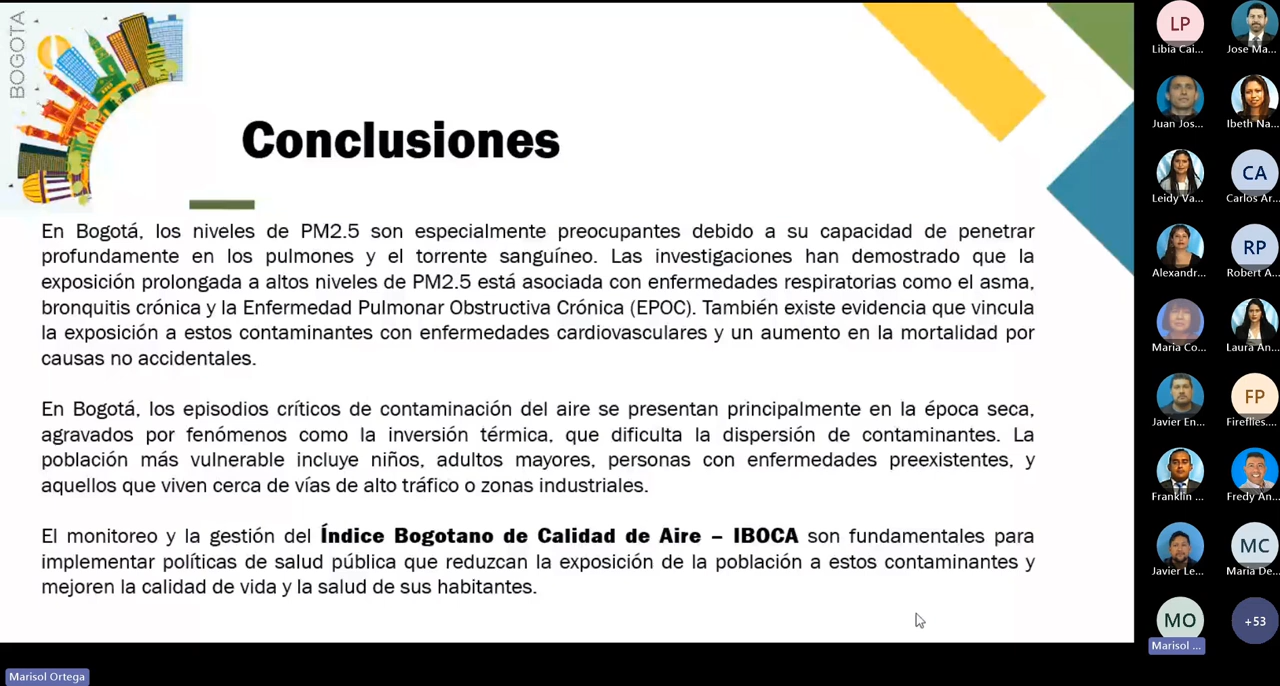 BOGOTA
Conclusiones
En Bogotá, los niveles de PM2.5 son especialmente preocupantes debido a su capacidad de penetrar
profundamente en los pulmones y el torrente sanguíneo. Las investigaciones han demostrado que la
exposición prolongada a altos niveles de PM2.5 está asociada con enfermedades respiratorias como el asma,
bronquitis crónica y la Enfermedad Pulmonar Obstructiva Crónica (EPOC). También existe evidencia que vincula
la exposición a estos contaminantes con enfermedades cardiovasculares y un aumento en la mortalidad por
causas no accidentales.
En Bogotá, los episodios críticos de contaminación del aire se presentan principalmente en la época seca,
agravados por fenómenos como la inversión térmica, que dificulta la dispersión de contaminantes. La
población más vulnerable incluye niños, adultos mayores, personas con enfermedades preexistentes, y
aquellos que viven cerca de vías de alto tráfico o zonas industriales.
El monitoreo y la gestión del Índice Bogotano de Calidad de Aire – IBOCA son fundamentales para
implementar políticas de salud pública que reduzcan la exposición de la población a estos contaminantes y
mejoren la calidad de vida y la salud de sus habitantes.
Marisol Ortega
LP
Libia Cai...
Jose Ma...
Juan Jos...
Ibeth Na...
Leidy Va...
CA
Carlos Ar...
Alexandr...
RP
Robert A...
Maria Co...
Laura An...
Javier En...
FP
Fireflies....
Franklin ...
Fredy An...
Javier Le...
MC
Maria De...
MO
Marisol ...
+53